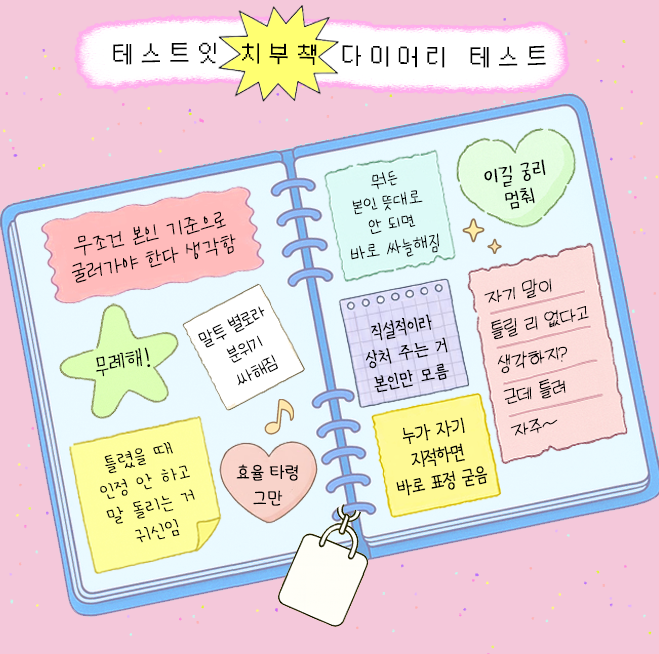 테스트잇 치부책 다이어리 테스트
무조건 본인 기준으로
굴러가야 한다 생각함
무례해!
말투 별로라
분위기
싸해짐
틀렸을 때
인정 안 하고
말 돌리는 거
귀신임
효율 타령
그만
뭐든
본인 뜻대로
안 되면
바로 싸늘해짐
이길 궁리
멈춰
직설적이라
상처 주는 거
본인만 모름
자기 말이
틀릴 리 없다고
생각하지?
근데 틀려
자주~
누가 자기
지적하면
바로 표정 굳음